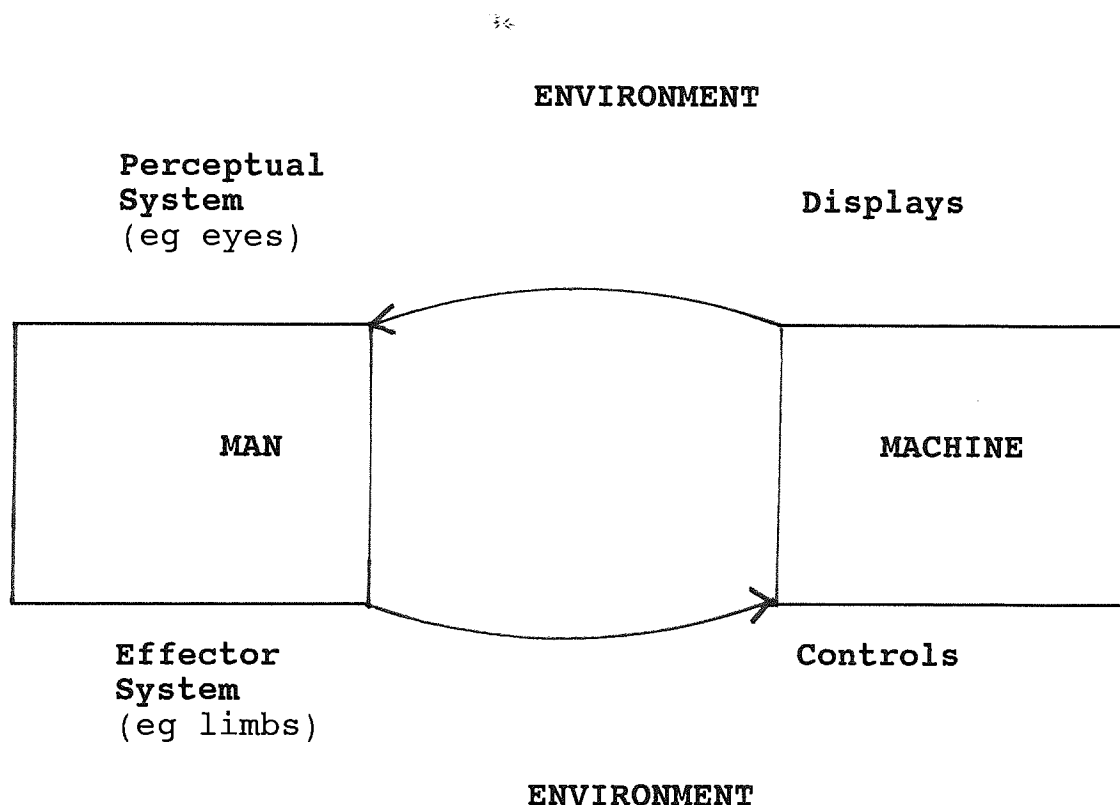 ENVIRONMENT
Perceptual
System
(eg eyes)
Displays
MAN
MACHINE
Effector
System
(eg limbs)
Controls
ENVIRONMENT